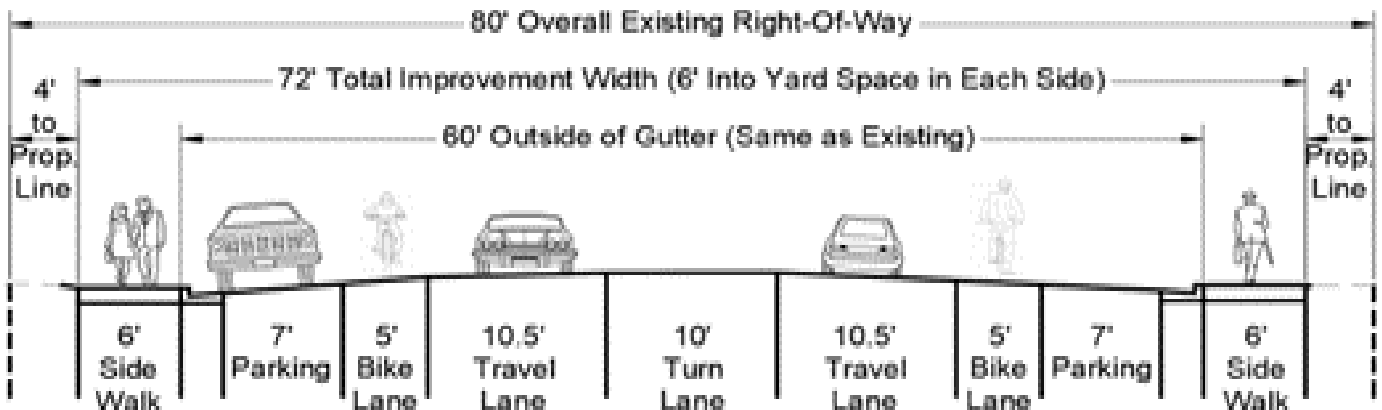 80' Overall Existing Right-Of-Way
72' Total Improvement Width (6' Into Yard Space in Each Side)
60' Outside of Gutter (Same as Existing)
4'
to
Prop.
Line
4'
to
Prop.
Line
6'
Side
Walk
7'
Parking
5'
Bike
Lane
10.5'
Travel
Lane
10'
Turn
Lane
10.5'
Travel
Lane
5'
Bike
Lane
7'
Parking
6'
Side
Walk